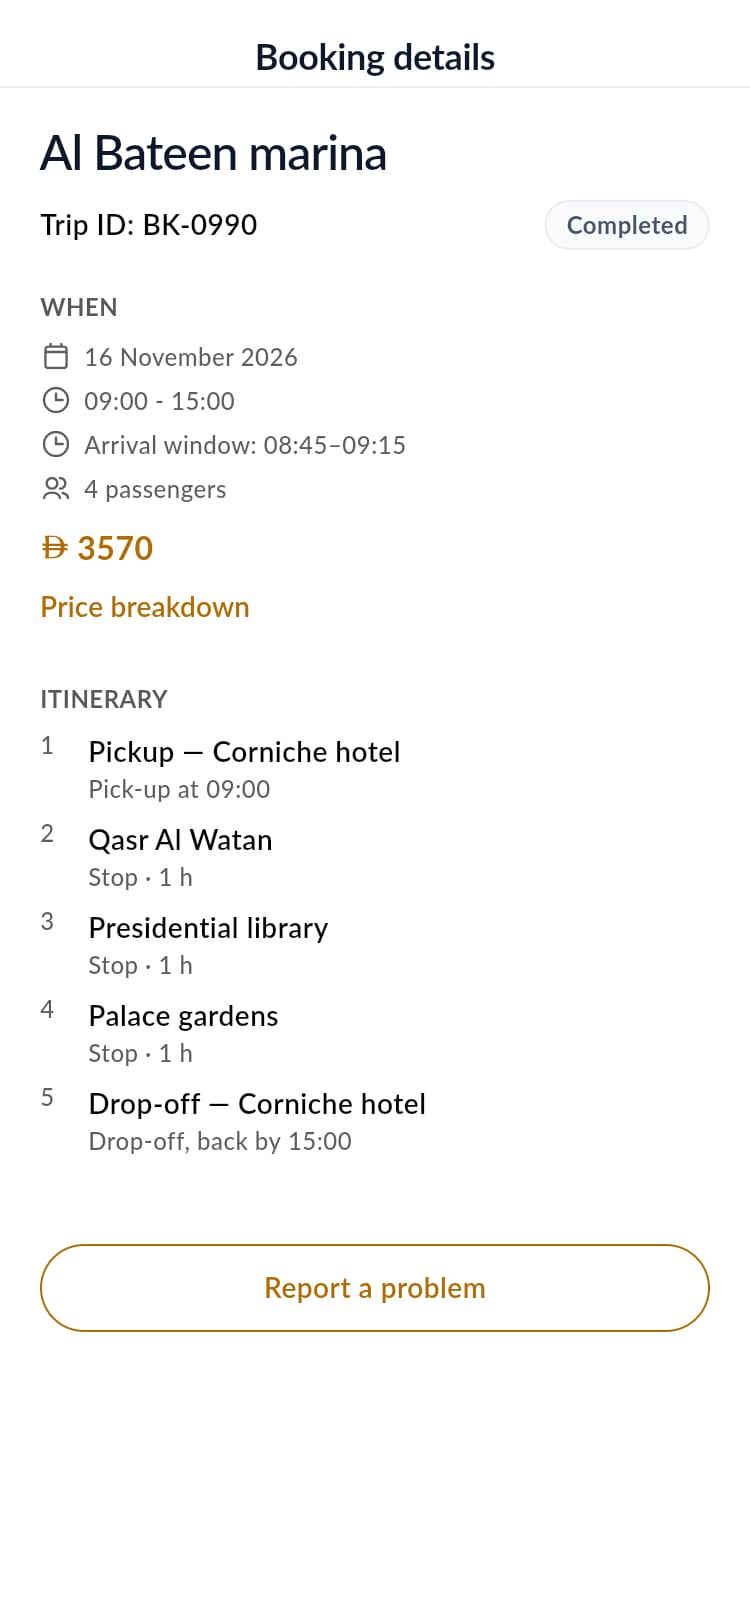 Booking details
Al Bateen marina
Trip ID: BK-0990
Completed
WHEN
16 November 2026
09:00 - 15:00
Arrival window: 08:45–09:15
4 passengers
 3570
Price breakdown
ITINERARY
1
Pickup — Corniche hotel
Pick-up at 09:00
2
Qasr Al Watan
Stop · 1 h
3
Presidential library
Stop · 1 h
4
Palace gardens
Stop · 1 h
5
Drop-off — Corniche hotel
Drop-off, back by 15:00
Report a problem